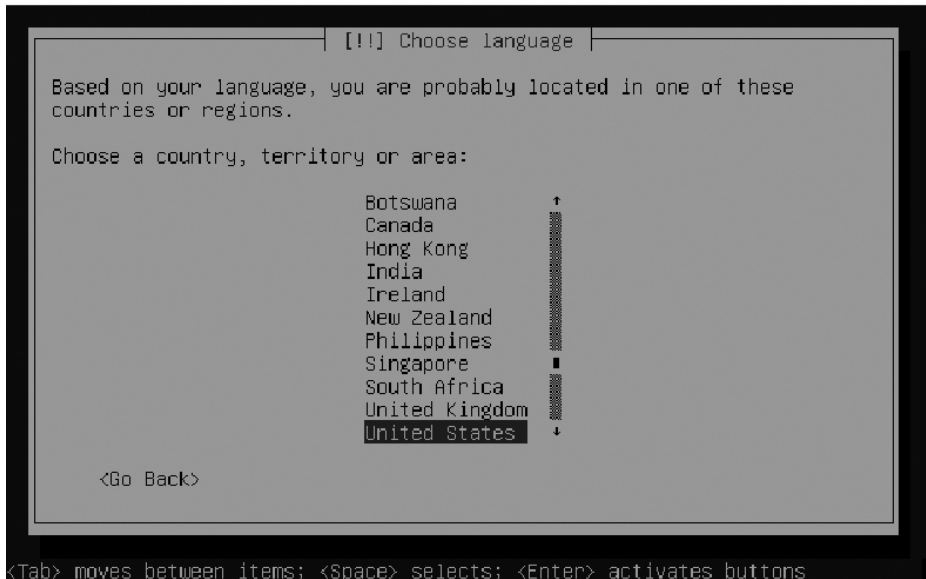 [!!] Choose language
Based on your language, you are probably located in one of these
countries or regions.
Choose a country, territory or area:
Botswana
Canada
Hong Kong
India
Ireland
New Zealand
Philippines
Singapore
South Africa
United Kingdom
United States
<Go Back>
<Tab> moves between items; <Space> selects; <Enter> activates buttons